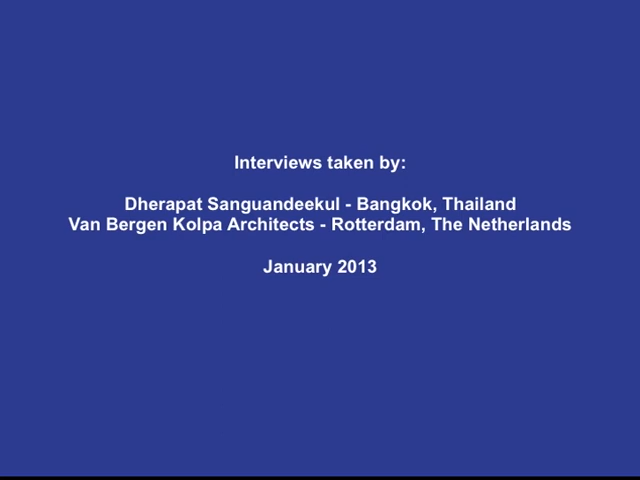 Interviews taken by:
Dherapat Sanguandeekul - Bangkok, Thailand
Van Bergen Kolpa Architects - Rotterdam, The Netherlands
January 2013